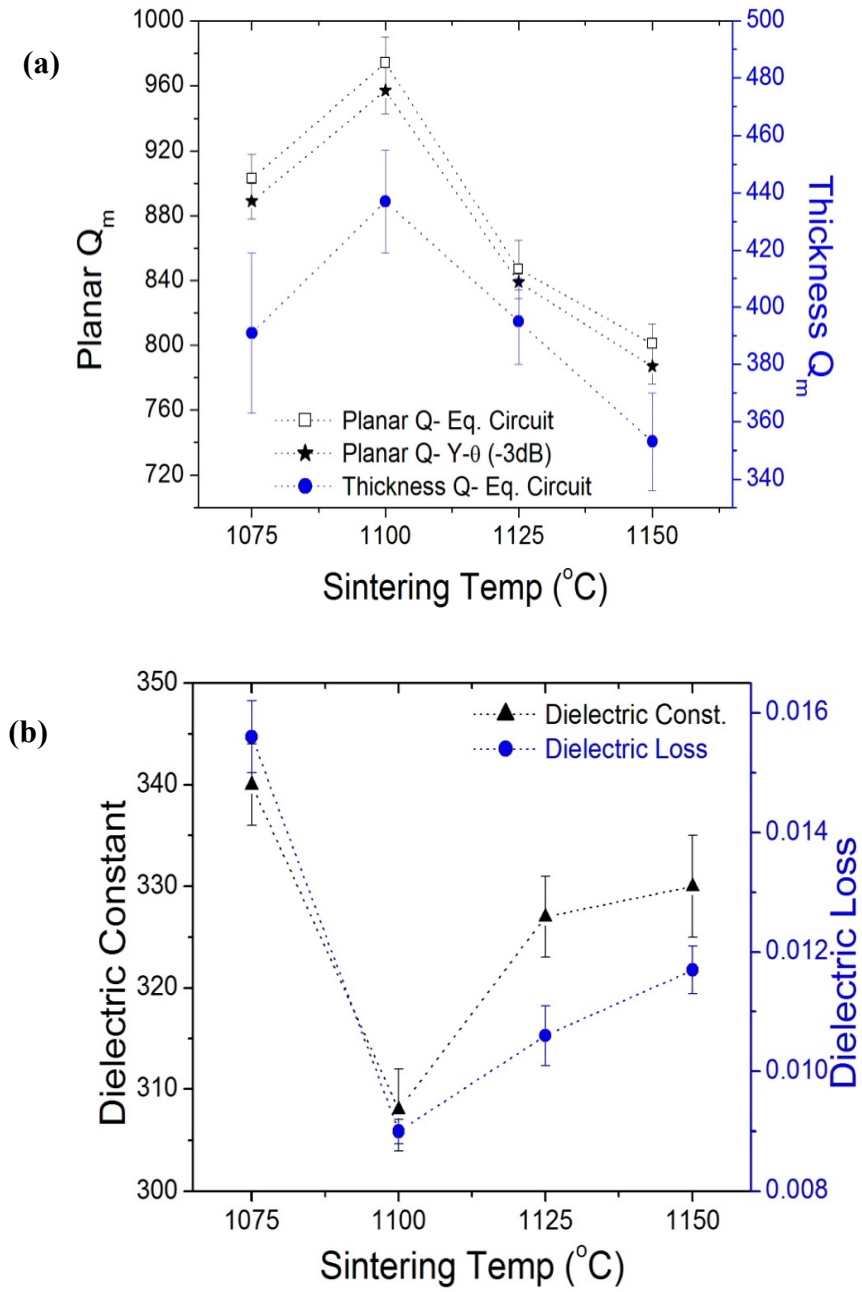 (a)
1000
960
920
880
840
800
760
720
Planar Qm
500
480
460
440
420
400
380
360
340
Thickness Qm
Planar Q- Eq. Circuit
Planar Q- Y-θ (-3dB)
Thickness Q- Eq. Circuit
1075 1100 1125 1150
Sintering Temp (°C)
(b)
350
340
330
320
310
300
Dielectric Constant
Dielectric Const.
Dielectric Loss
0.016
0.014
0.012
0.010
0.008
Dielectric Loss
1075 1100 1125 1150
Sintering Temp (°C)